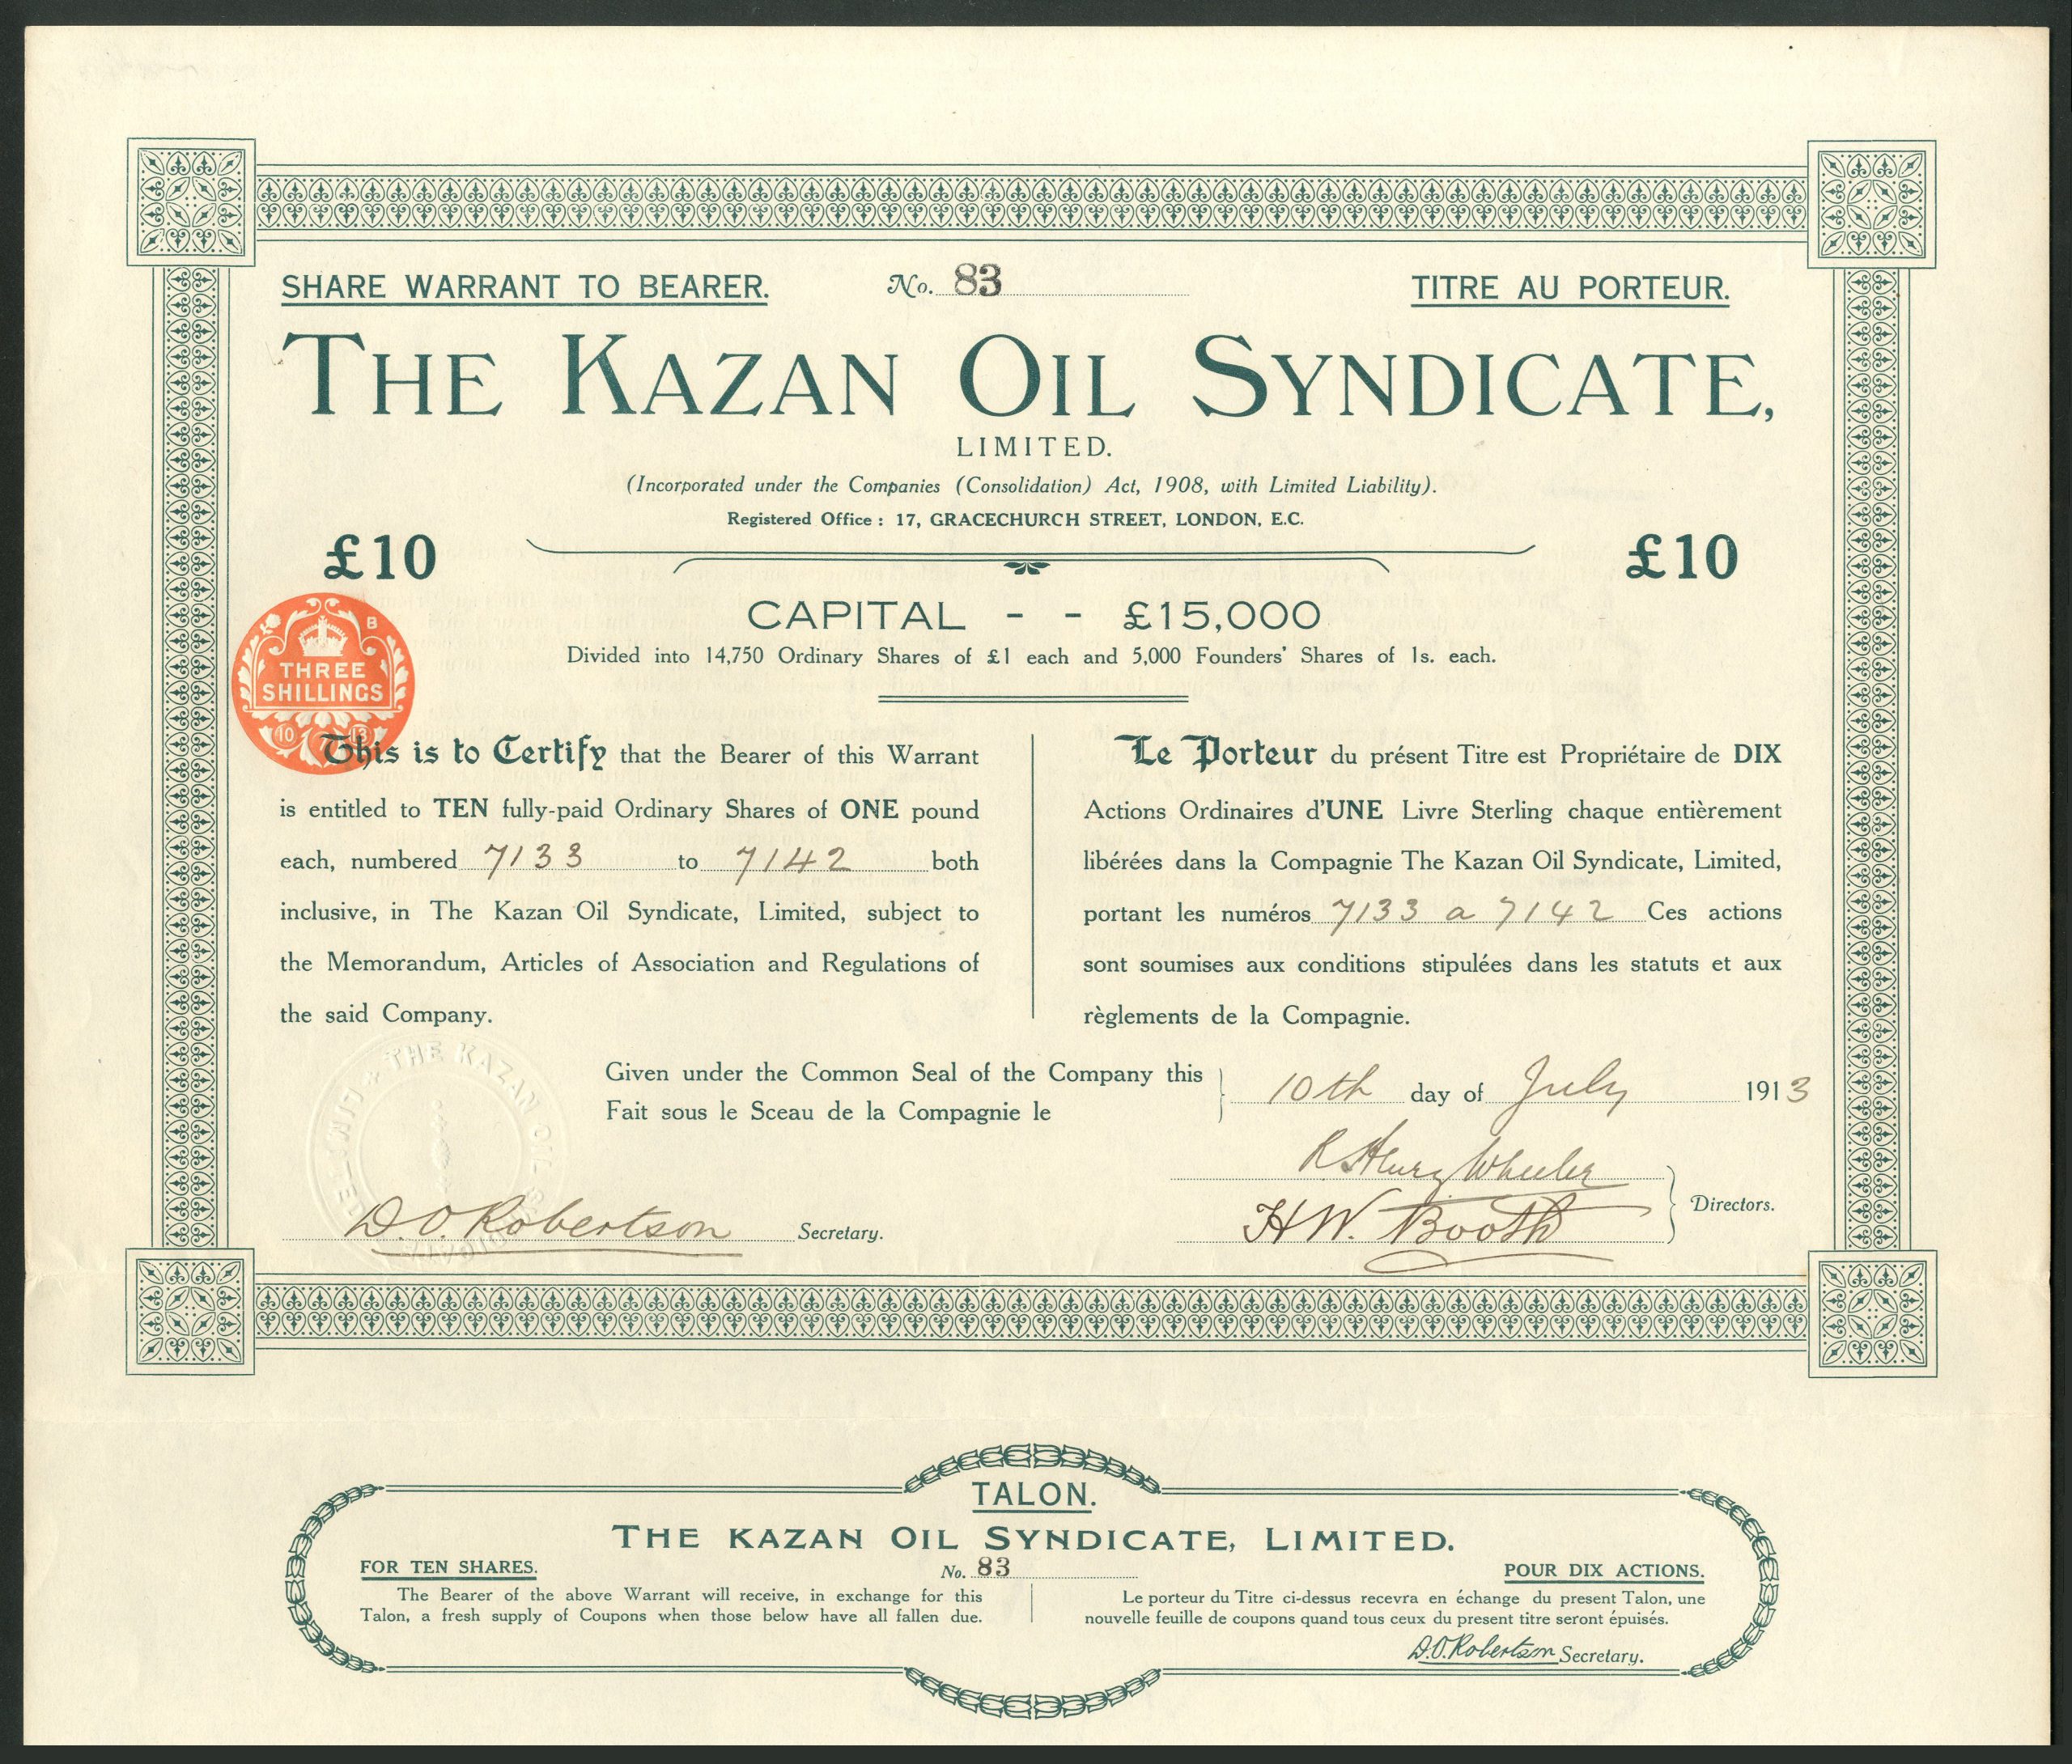 SHARE WARRANT TO BEARER. No. 83 TITRE AU PORTEUR.
THE KAZAN OIL SYNDICATE,
LIMITED.
(Incorporated under the Companies (Consolidation) Act, 1908, with Limited Liability).
Registered Office : 17, GRACECHURCH STREET, LONDON, E.C.
£10 £10
CAPITAL - - £15,000
Divided into 14,750 Ordinary Shares of £1 each and 5,000 Founders' Shares of 1s. each.
B
THREE
SHILLINGS
10 7 13
This is to Certify that the Bearer of this Warrant
is entitled to TEN fully-paid Ordinary Shares of ONE pound
each, numbered 7133 to 7142 both
inclusive, in The Kazan Oil Syndicate, Limited, subject to
the Memorandum, Articles of Association and Regulations of
the said Company.
Le Porteur du présent Titre est Propriétaire de DIX
Actions Ordinaires d'UNE Livre Sterling chaque entièrement
libérées dans la Compagnie The Kazan Oil Syndicate, Limited,
portant les numéros 7133 a 7142 Ces actions
sont soumises aux conditions stipulées dans les statuts et aux
règlements de la Compagnie.
THE KAZAN OIL SYNDICATE LIMITED
Given under the Common Seal of the Company this
Fait sous le Sceau de la Compagnie le
10th day of July 1913
R Henry Wheeler
H W. Booth
Directors.
D. O. Robertson Secretary.
TALON.
THE KAZAN OIL SYNDICATE, LIMITED.
FOR TEN SHARES. No. 83 POUR DIX ACTIONS.
The Bearer of the above Warrant will receive, in exchange for this
Talon, a fresh supply of Coupons when those below have all fallen due.
Le porteur du Titre ci-dessus recevra en échange du present Talon, une
nouvelle feuille de coupons quand tous ceux du present titre seront épuisés.
D.O. Robertson Secretary.